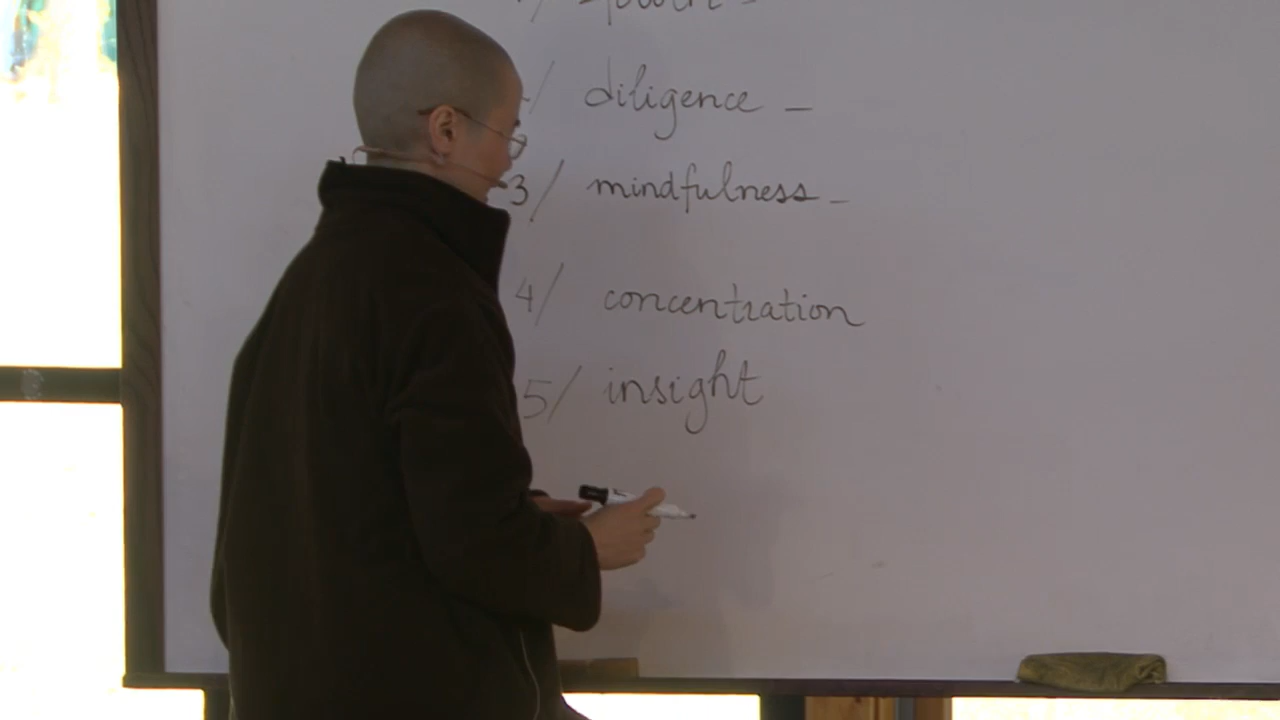 / diligence –
3/ mindfulness –
4/ concentration
5/ insight